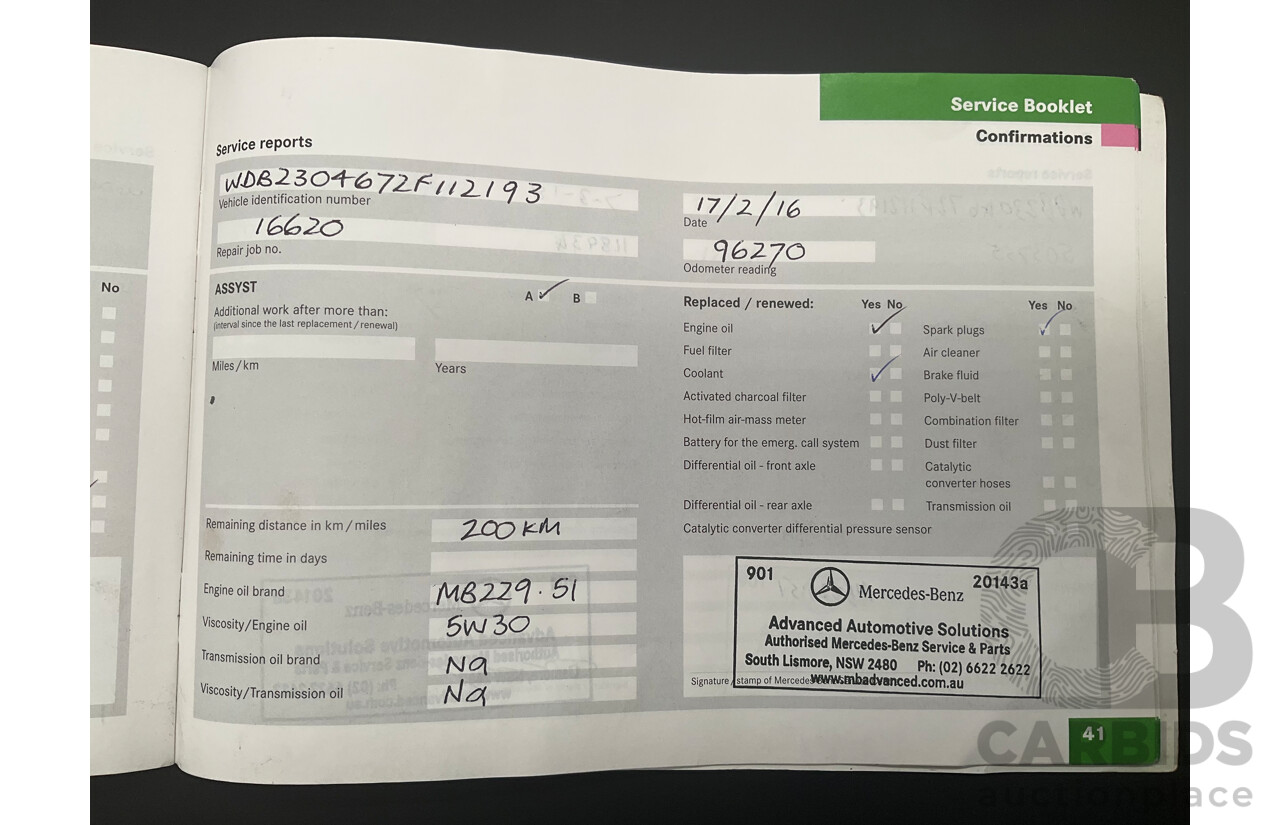 Service Booklet
Confirmations
Service reports
WDB2304672F112193
Vehicle identification number
17/2/16
Date
16620
Repair job no.
96270
Odometer reading
No
ASSYST
A ✓ B
Additional work after more than:
(interval since the last replacement / renewal)
Miles / km
Years
Replaced / renewed: Yes No Yes No
Engine oil ✓ Spark plugs ✓
Fuel filter Air cleaner
Coolant ✓ Brake fluid
Activated charcoal filter Poly-V-belt
Hot-film air-mass meter Combination filter
Battery for the emerg. call system Dust filter
Differential oil - front axle Catalytic
converter hoses
Differential oil - rear axle Transmission oil
Catalytic converter differential pressure sensor
Remaining distance in km / miles 200 KM
Remaining time in days
Engine oil brand MB229.51
Viscosity/Engine oil 5W30
Transmission oil brand Na
Viscosity/Transmission oil Na
901 Mercedes-Benz 20143a
Advanced Automotive Solutions
Authorised Mercedes-Benz Service & Parts
South Lismore, NSW 2480 Ph: (02) 6622 2622
www.mbadvanced.com.au
Signature / stamp of Mercedes
41
CARBIDS
auctionplace